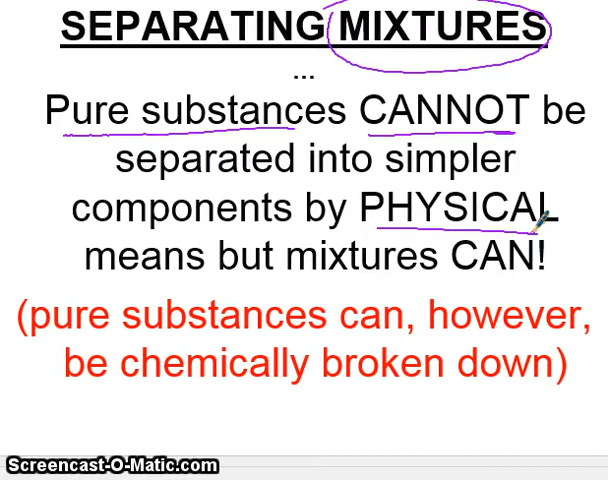 SEPARATING MIXTURES
...
Pure substances CANNOT be
separated into simpler
components by PHYSICAL
means but mixtures CAN!
(pure substances can, however,
be chemically broken down)
Screencast-O-Matic.com